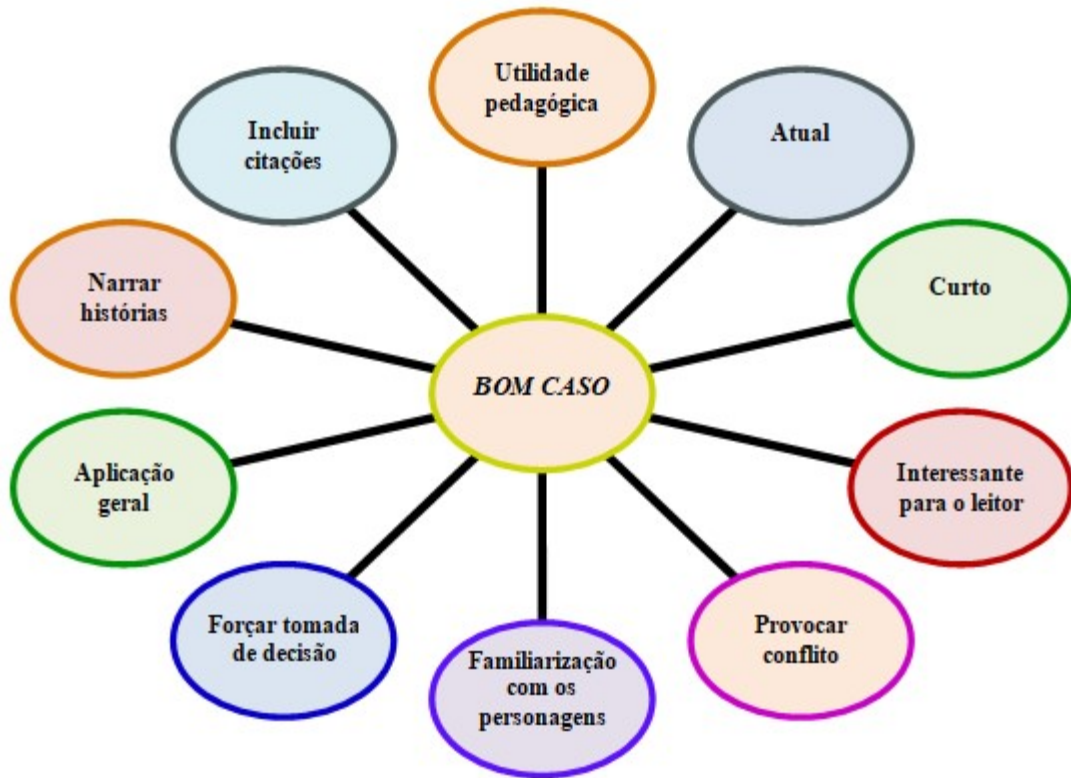 Utilidade
pedagógica
Atual
Curto
Interessante
para o leitor
Provocar
conflito
Familiarização
com os
personagens
Forçar tomada
de decisão
Aplicação
geral
Narrar
histórias
Incluir
citações
BOM CASO